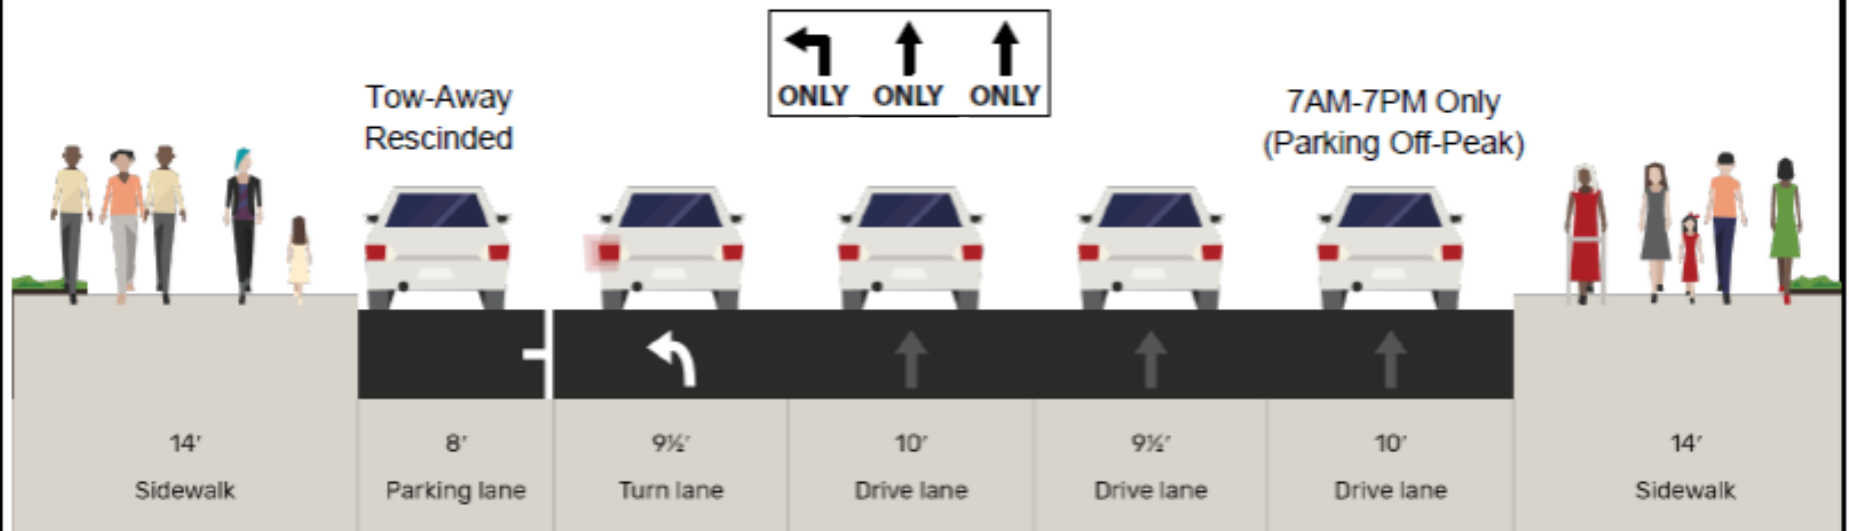 ONLY ONLY ONLY
Tow-Away
Rescinded
7AM-7PM Only
(Parking Off-Peak)
14′ 8′ 9½′ 10′ 9½′ 10′ 14′
Sidewalk Parking lane Turn lane Drive lane Drive lane Drive lane Sidewalk